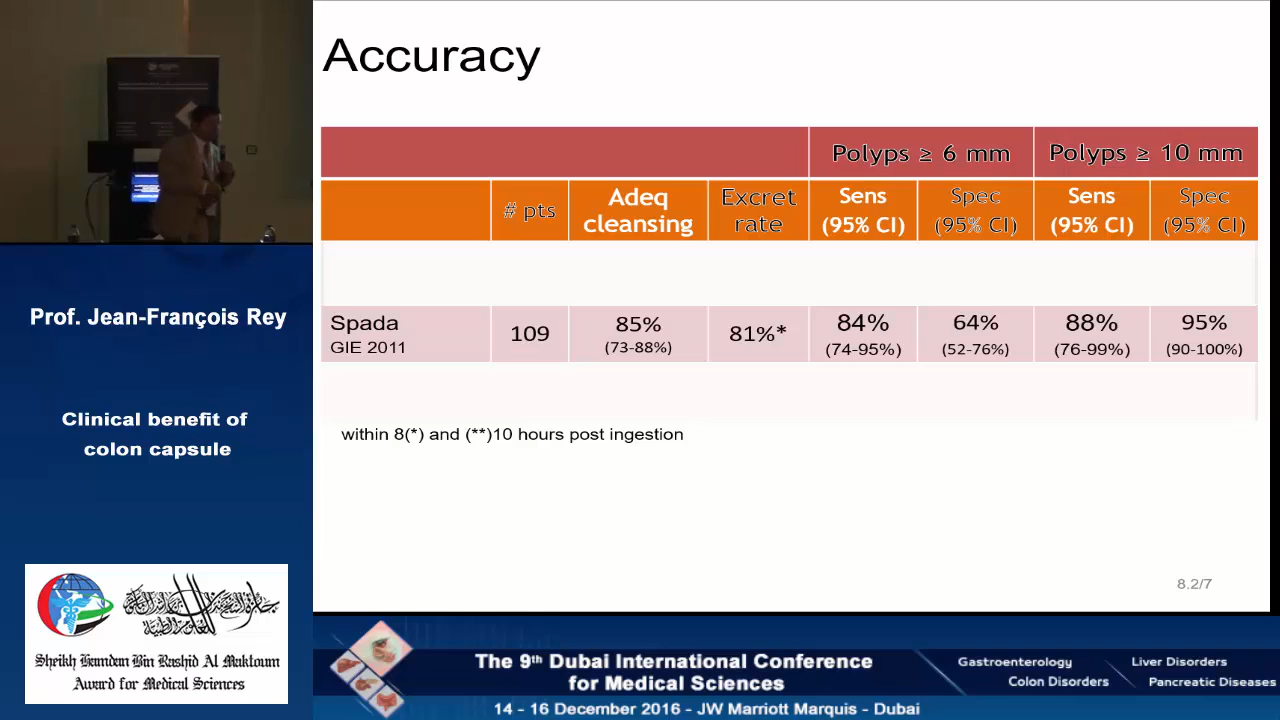 Accuracy
Polyps ≥ 6 mm Polyps ≥ 10 mm
# pts Adeq cleansing Excret rate Sens (95% CI) Spec (95% CI) Sens (95% CI) Spec (95% CI)
Spada GIE 2011 109 85% (73-88%) 81%* 84% (74-95%) 64% (52-76%) 88% (76-99%) 95% (90-100%)
within 8(*) and (**)10 hours post ingestion
8.2/7
Prof. Jean-François Rey
Clinical benefit of
colon capsule
Sheikh Hamdan Bin Rashid Al Maktoum
Award for Medical Sciences
The 9th Dubai International Conference
for Medical Sciences
14 - 16 December 2016 - JW Marriott Marquis - Dubai
Gastroenterology Liver Disorders
Colon Disorders Pancreatic Diseases